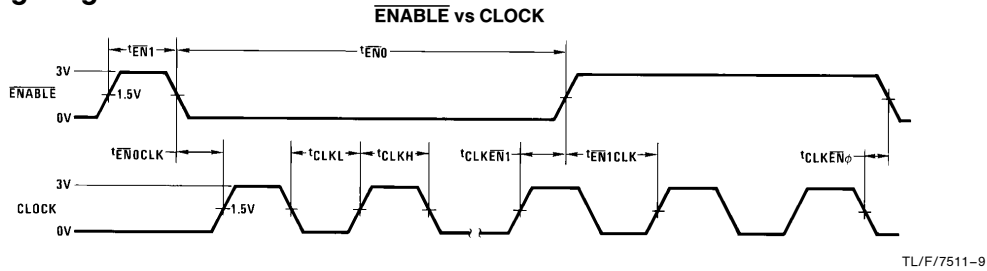 ENABLE vs CLOCK
tEN1
tEN0
3V
ENABLE
1.5V
0V
tEN0CLK
tCLKL
tCLKH
tCLKEN1
tEN1CLK
tCLKENφ
3V
CLOCK
1.5V
0V
TL/F/7511–9